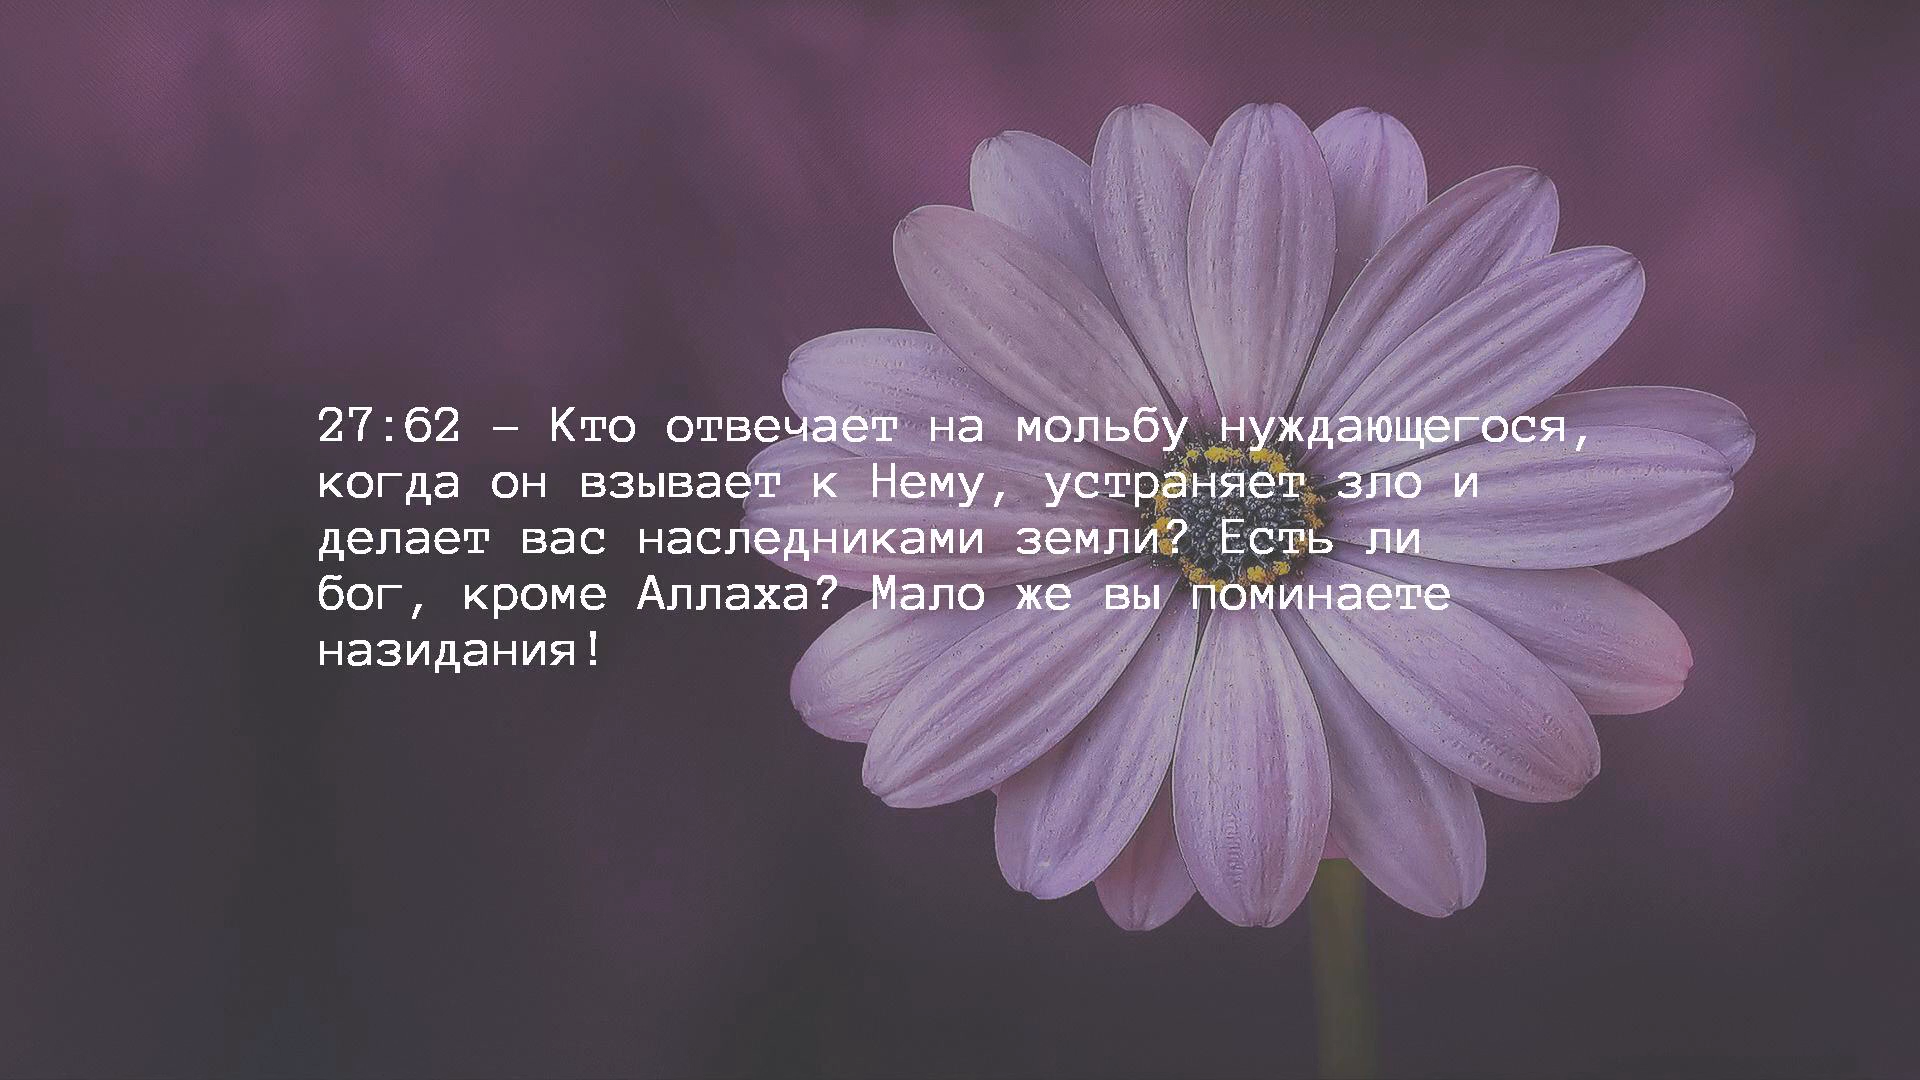 27:62 – Кто отвечает на мольбу нуждающегося,
когда он взывает к Нему, устраняет зло и
делает вас наследниками земли? Есть ли
бог, кроме Аллаха? Мало же вы поминаете
назидания!